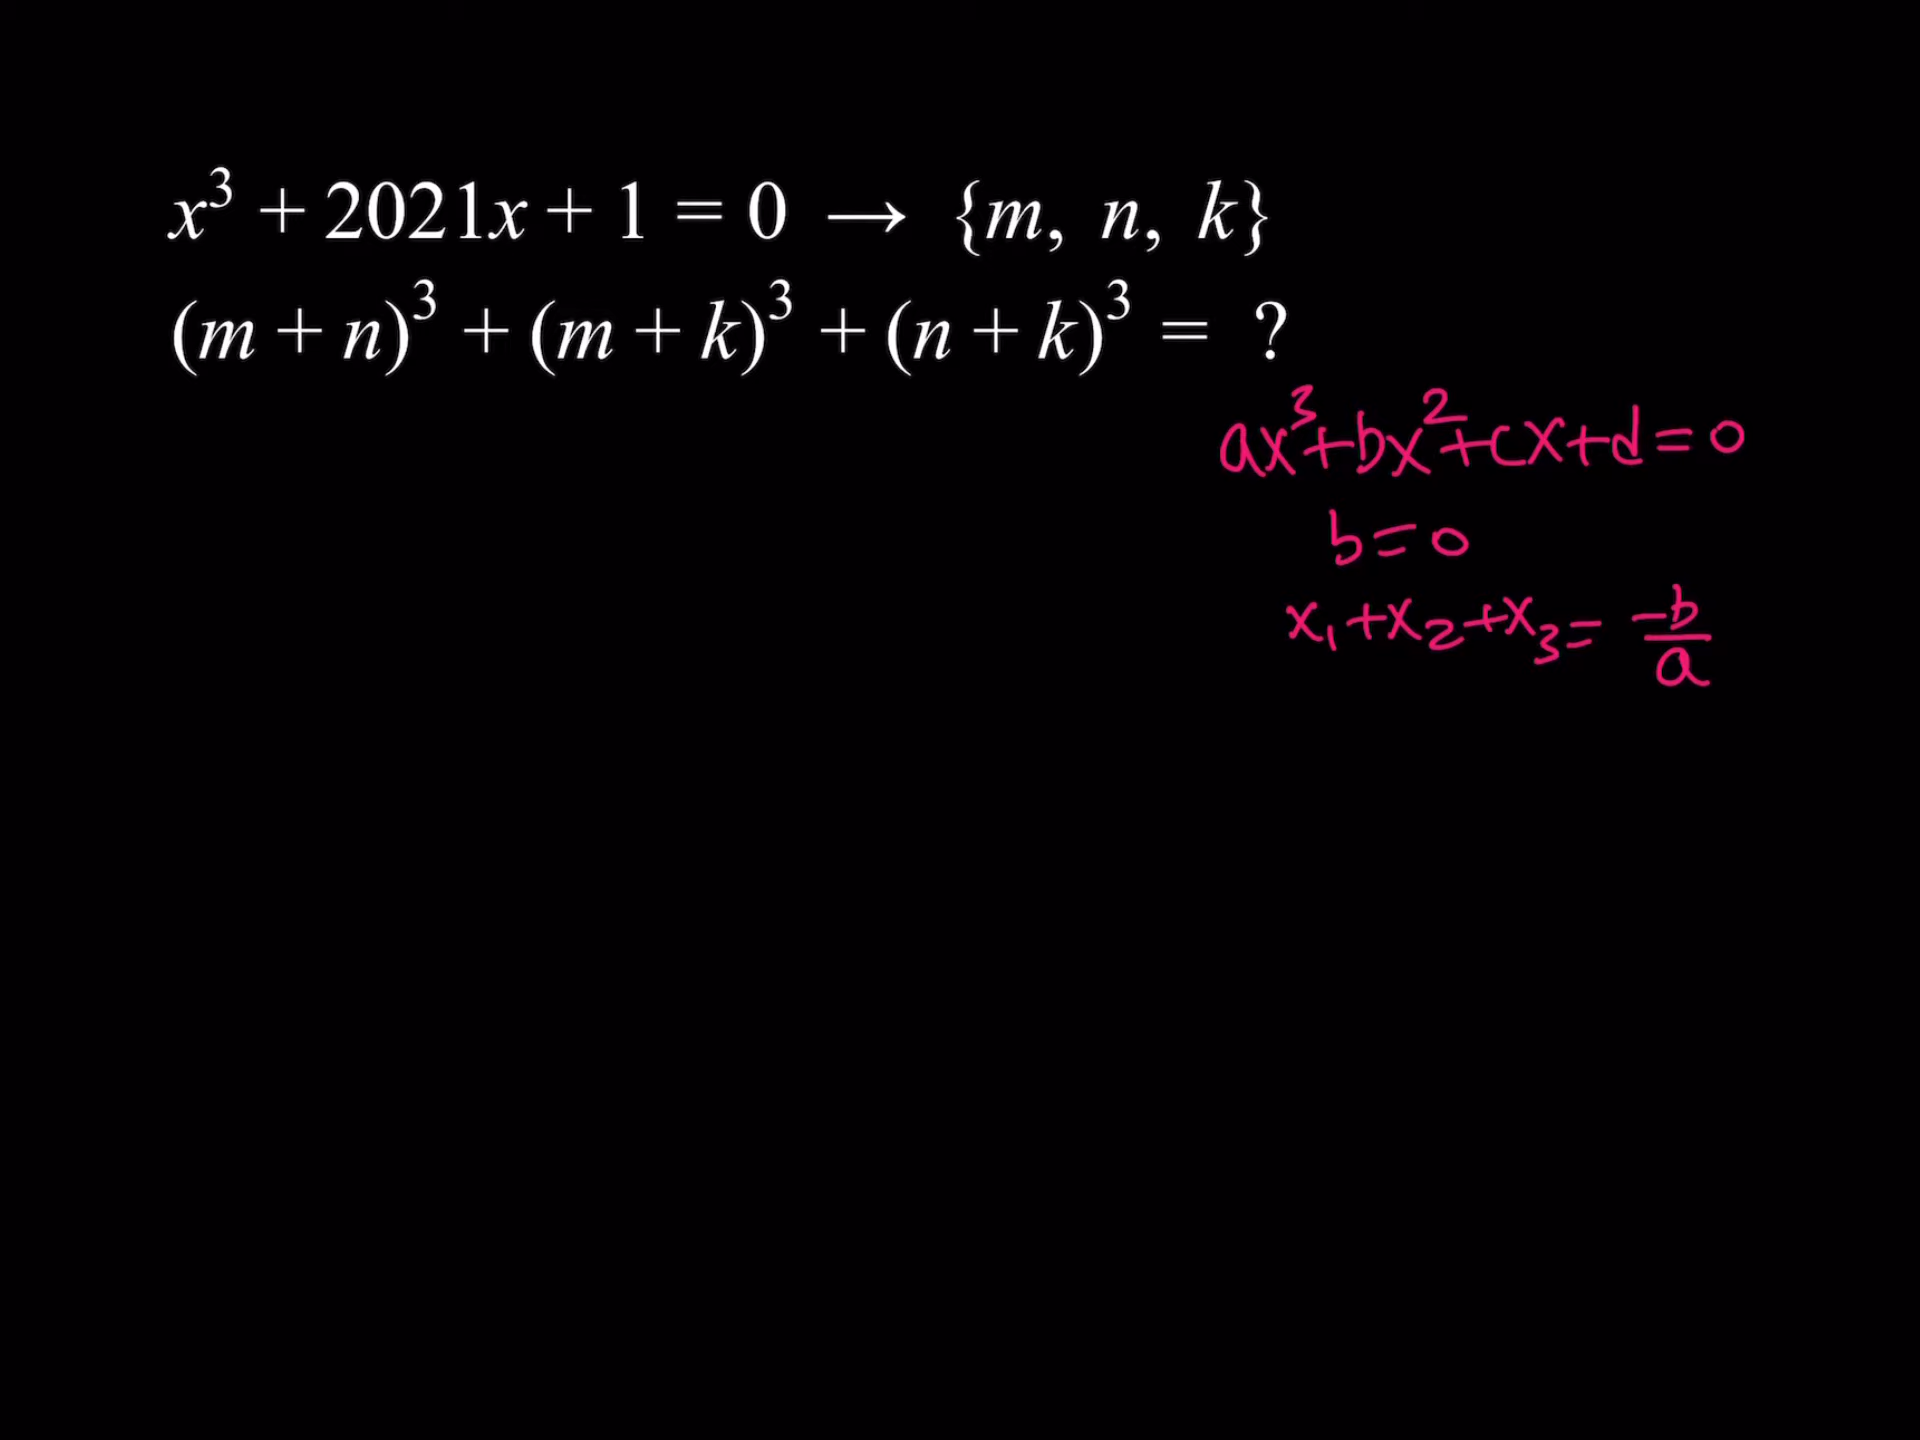 x³ + 2021x + 1 = 0 → {m, n, k}
(m + n)³ + (m + k)³ + (n + k)³ = ?
ax³+bx²+cx+d=0
b=0
x₁+x₂+x₃= -b/a